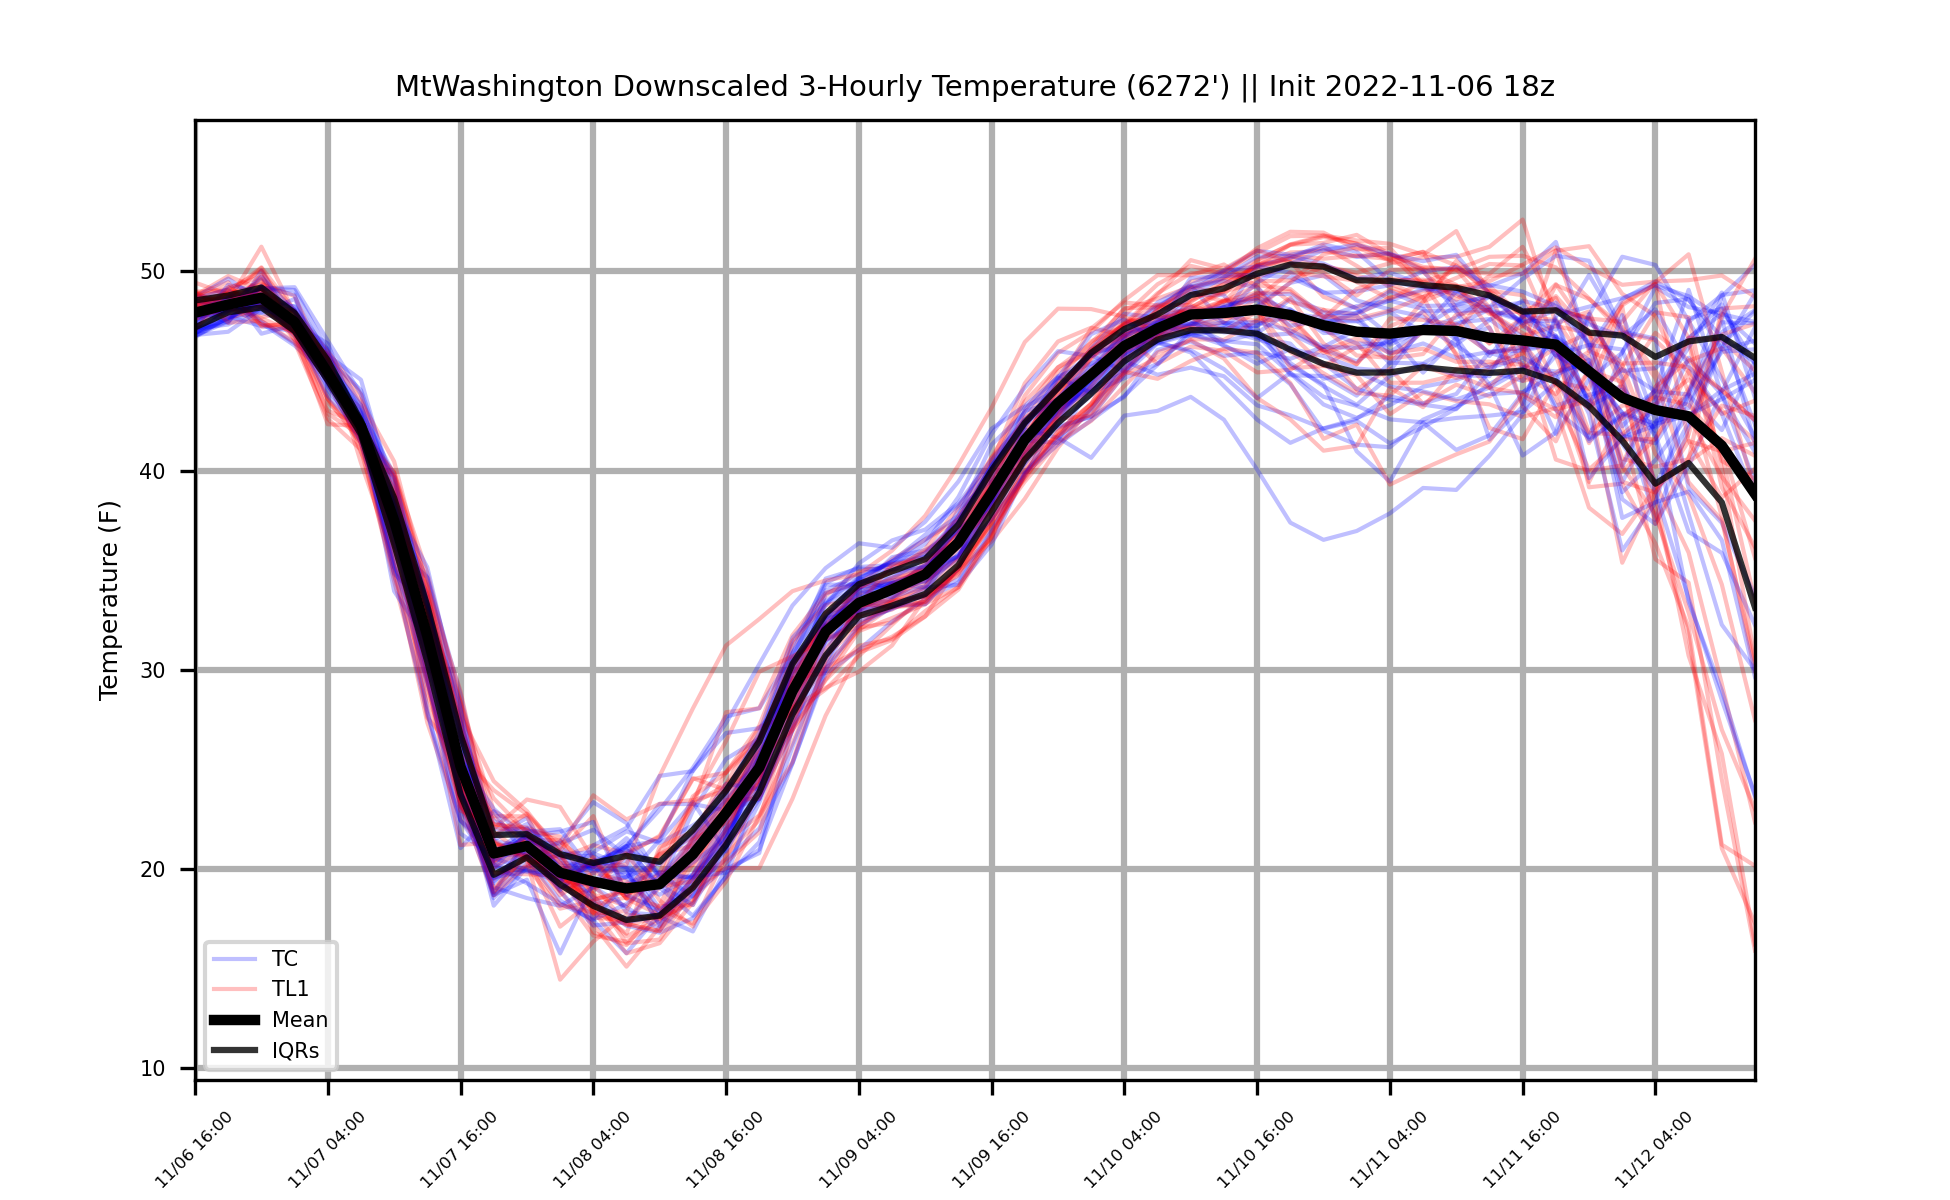 MtWashington Downscaled 3-Hourly Temperature (6272') || Init 2022-11-06 18z
Temperature (F)
50
40
30
20
10
TC
TL1
Mean
IQRs
11/06 16:00
11/07 04:00
11/07 16:00
11/08 04:00
11/08 16:00
11/09 04:00
11/09 16:00
11/10 04:00
11/10 16:00
11/11 04:00
11/11 16:00
11/12 04:00